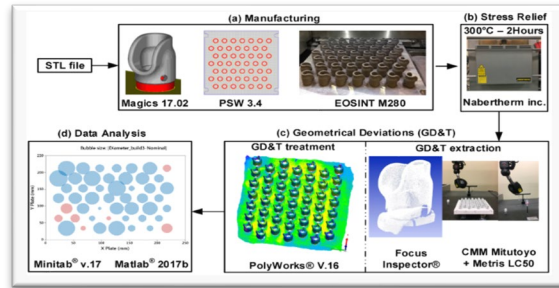 (a) Manufacturing
(b) Stress Relief
300°C – 2Hours
STL file
Magics 17.02
PSW 3.4
EOSINT M280
Nabertherm inc.
(d) Data Analysis
(c) Geometrical Deviations (GD&T)
GD&T treatment
GD&T extraction
X Plate (mm)
Minitab® v.17
Matlab® 2017b
PolyWorks® V.16
Focus
Inspector®
CMM Mitutoyo
+ Metris LC50